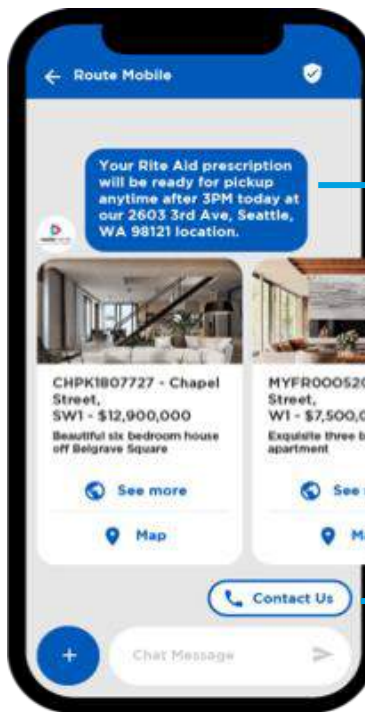 Route Mobile
Your Rite Aid prescription
will be ready for pickup
anytime after 3PM today at
our 2603 3rd Ave, Seattle,
WA 98121 location.
CHPK1807727 - Chapel
Street,
SW1 - $12,900,000
Beautiful six bedroom house
off Belgrave Square
See more
Map
MYFR000520
Street,
W1 - $7,500,0
Exquisite three b
apartment
See
M
Contact Us
+
Chat Message